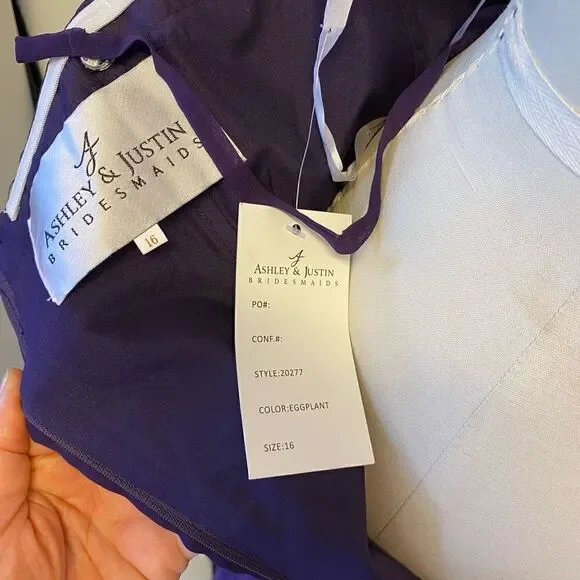 AJ
ASHLEY & JUSTIN
BRIDESMAIDS
16
AJ
ASHLEY & JUSTIN
BRIDESMAIDS
PO#:
CONF.#:
STYLE:20277
COLOR:EGGPLANT
SIZE:16